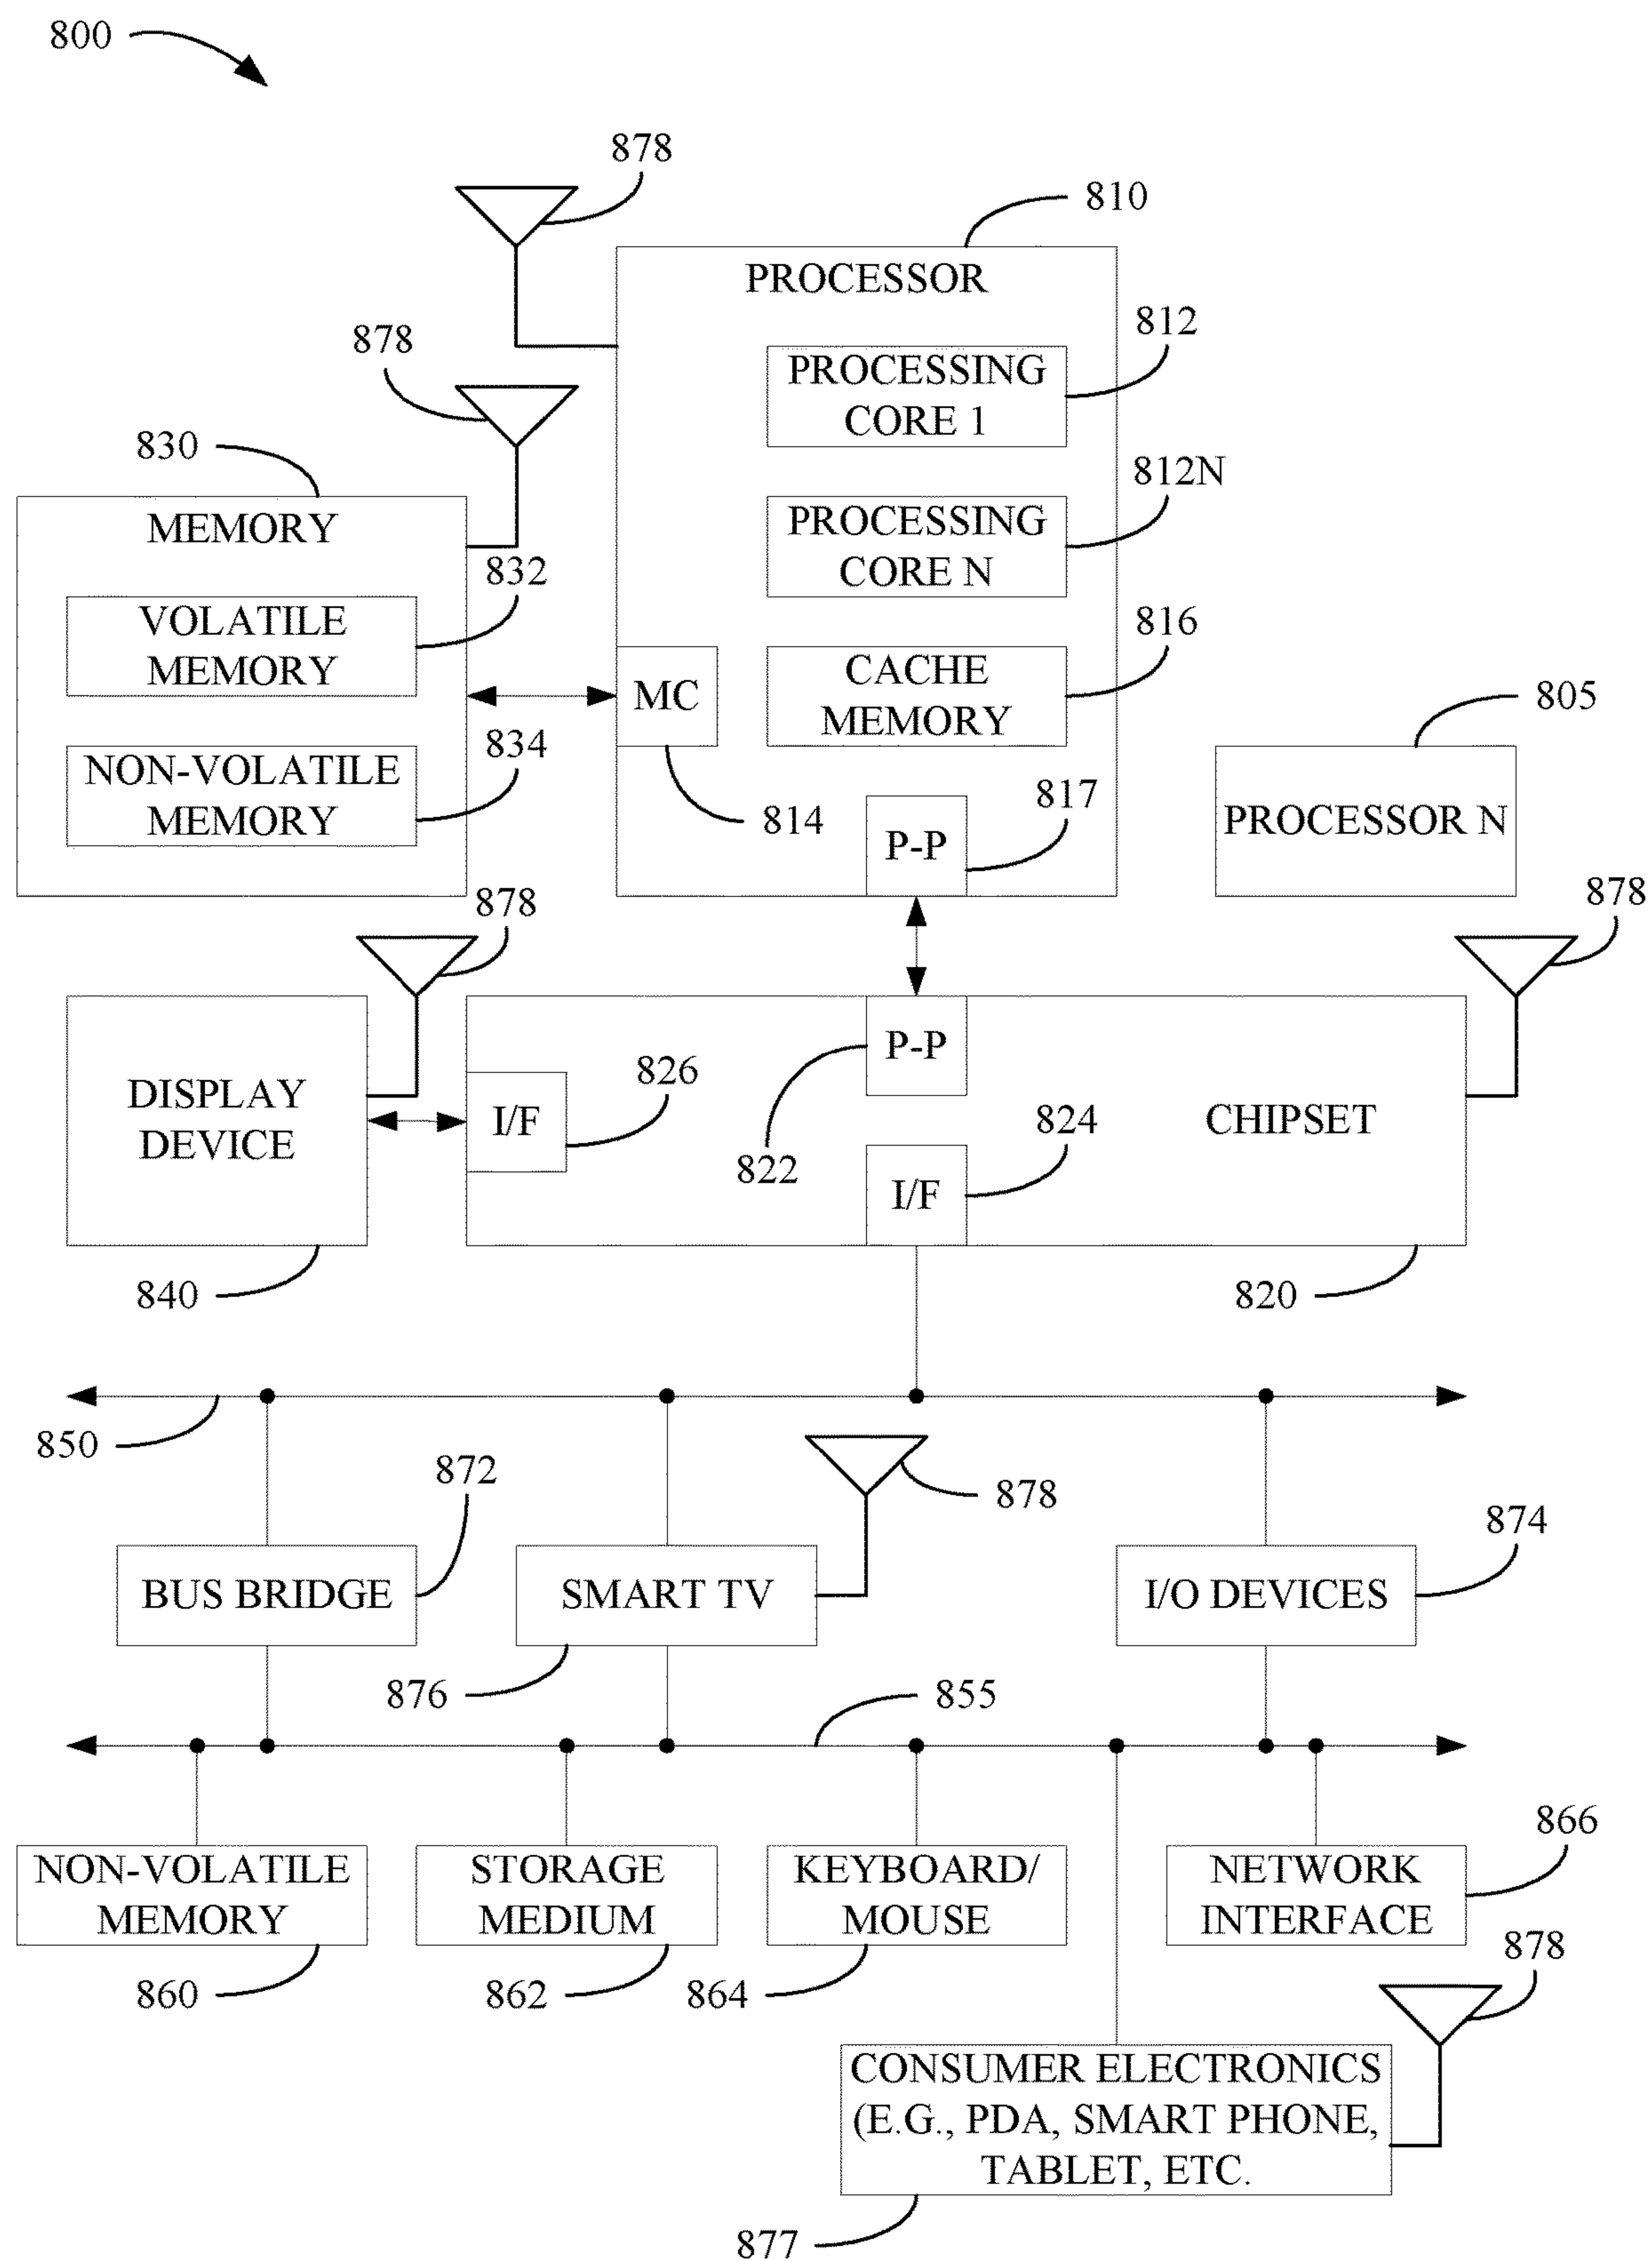 800
878
810
PROCESSOR
812
PROCESSING
CORE 1
878
830
812N
PROCESSING
CORE N
MEMORY
832
VOLATILE
MEMORY
816
CACHE
MEMORY
MC
805
834
NON-VOLATILE
MEMORY
814
817
P-P
PROCESSOR N
878
878
P-P
DISPLAY
DEVICE
I/F
826
822
824
I/F
CHIPSET
840
820
850
872
878
874
BUS BRIDGE
SMART TV
I/O DEVICES
876
855
866
NON-VOLATILE
MEMORY
STORAGE
MEDIUM
KEYBOARD/
MOUSE
NETWORK
INTERFACE
860
862
864
878
CONSUMER ELECTRONICS
(E.G., PDA, SMART PHONE,
TABLET, ETC.
877